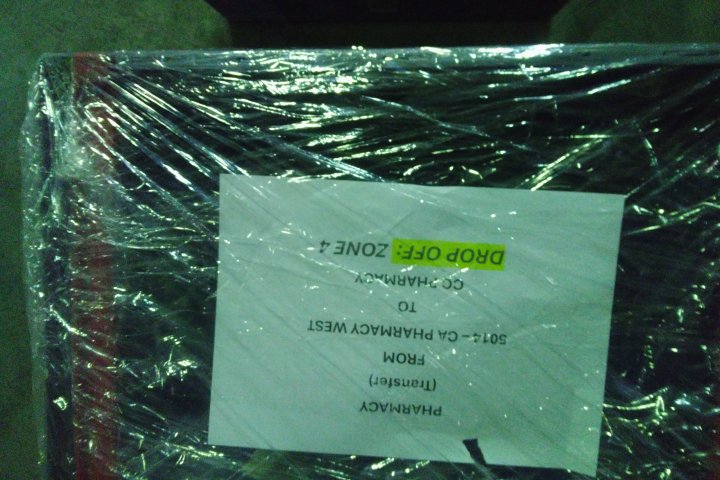 PHARMACY
(Transfer)
FROM
5014 – CA PHARMACY WEST
TO
CC PHARMACY
DROP OFF: ZONE 4